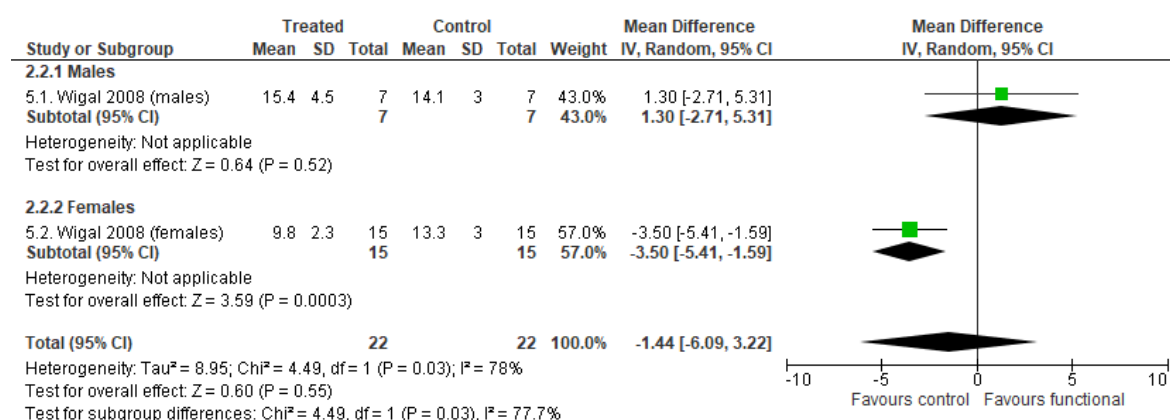 Treated Control Mean Difference Mean Difference
Study or Subgroup Mean SD Total Mean SD Total Weight IV, Random, 95% CI IV, Random, 95% CI
2.2.1 Males
5.1. Wigal 2008 (males) 15.4 4.5 7 14.1 3 7 43.0% 1.30 [-2.71, 5.31]
Subtotal (95% CI) 7 7 43.0% 1.30 [-2.71, 5.31]
Heterogeneity: Not applicable
Test for overall effect: Z = 0.64 (P = 0.52)
2.2.2 Females
5.2. Wigal 2008 (females) 9.8 2.3 15 13.3 3 15 57.0% -3.50 [-5.41, -1.59]
Subtotal (95% CI) 15 15 57.0% -3.50 [-5.41, -1.59]
Heterogeneity: Not applicable
Test for overall effect: Z = 3.59 (P = 0.0003)
Total (95% CI) 22 22 100.0% -1.44 [-6.09, 3.22]
Heterogeneity: Tau² = 8.95; Chi² = 4.49, df = 1 (P = 0.03); I² = 78%
Test for overall effect: Z = 0.60 (P = 0.55)
Test for subgroup differences: Chi² = 4.49, df = 1 (P = 0.03), I² = 77.7%
-10 -5 0 5 10
Favours control Favours functional